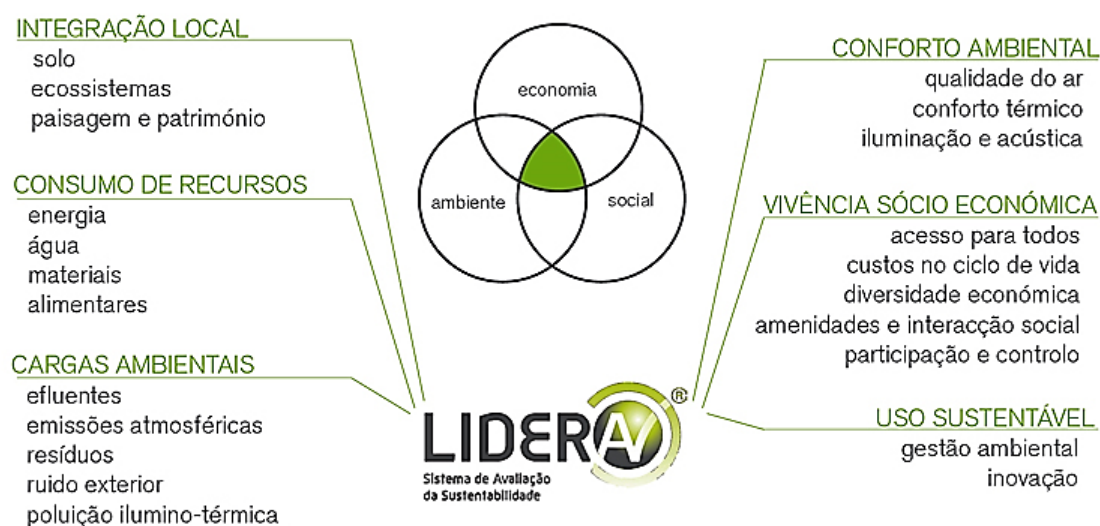 INTEGRAÇÃO LOCAL
solo
ecossistemas
paisagem e património
CONSUMO DE RECURSOS
energia
água
materiais
alimentares
CARGAS AMBIENTAIS
efluentes
emissões atmosféricas
resíduos
ruido exterior
poluição ilumino-térmica
economia
ambiente
social
LIDERA®
Sistema de Avaliação
da Sustentabilidade
CONFORTO AMBIENTAL
qualidade do ar
conforto térmico
iluminação e acústica
VIVÊNCIA SÓCIO ECONÓMICA
acesso para todos
custos no ciclo de vida
diversidade económica
amenidades e interacção social
participação e controlo
USO SUSTENTÁVEL
gestão ambiental
inovação